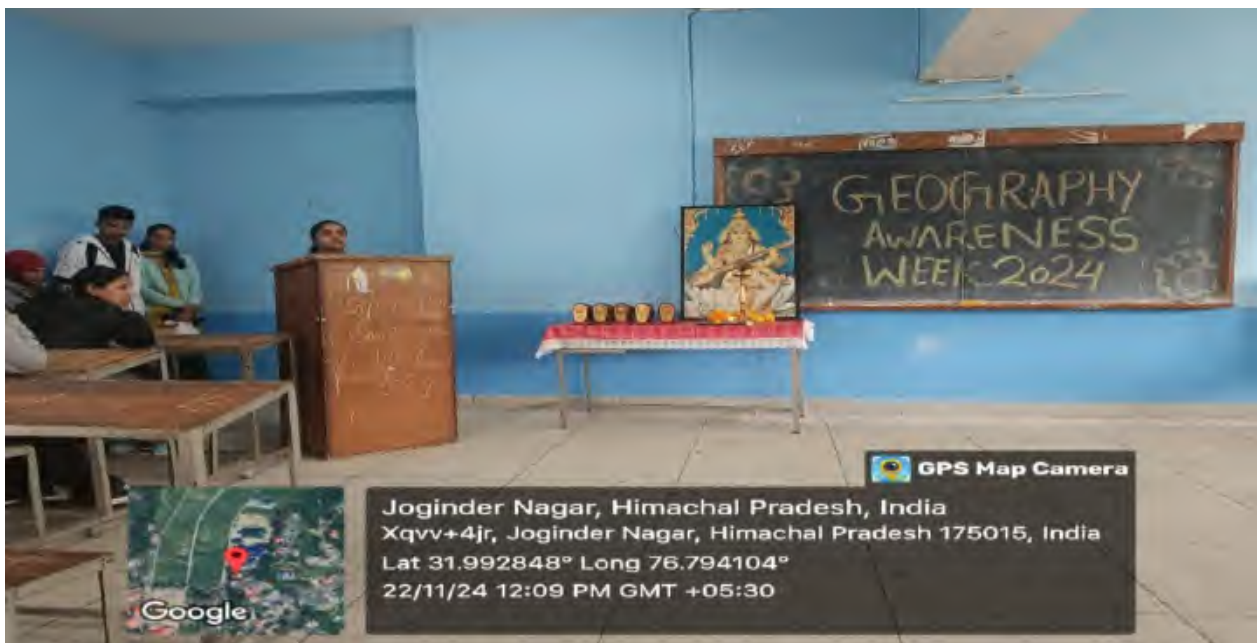 GEOGRAPHY
AWARENESS
WEEK 2024
GPS Map Camera
Joginder Nagar, Himachal Pradesh, India
Xqvv+4jr, Joginder Nagar, Himachal Pradesh 175015, India
Lat 31.992848° Long 76.794104°
22/11/24 12:09 PM GMT +05:30
Google